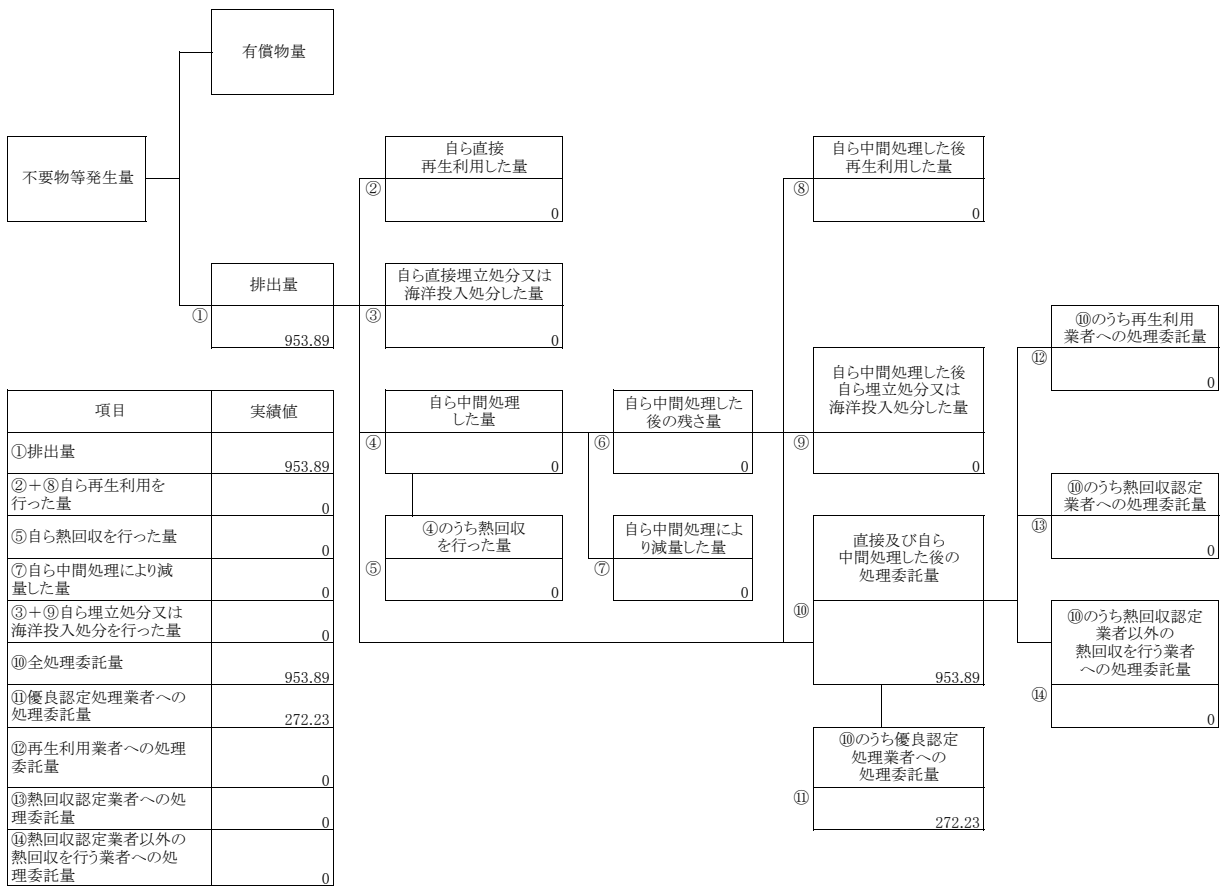 有償物量
不要物等発生量
自ら直接
再生利用した量
②
0
自ら中間処理した後
再生利用した量
⑧
0
排出量
①
953.89
自ら直接埋立処分又は
海洋投入処分した量
③
0
⑩のうち再生利用
業者への処理委託量
⑫
0
自ら中間処理
した量
④
0
自ら中間処理した
後の残さ量
⑥
0
自ら中間処理した後
自ら埋立処分又は
海洋投入処分した量
⑨
0
⑩のうち熱回収認定
業者への処理委託量
⑬
0
④のうち熱回収
を行った量
⑤
0
自ら中間処理によ
り減量した量
⑦
0
直接及び自ら
中間処理した後の
処理委託量
⑩
953.89
⑩のうち熱回収認定
業者以外の
熱回収を行う業者
への処理委託量
⑭
0
⑩のうち優良認定
処理業者への
処理委託量
⑪
272.23
項目 実績値
①排出量
953.89
②＋⑧自ら再生利用を
行った量
0
⑤自ら熱回収を行った量
0
⑦自ら中間処理により減
量した量
0
③＋⑨自ら埋立処分又は
海洋投入処分を行った量
0
⑩全処理委託量
953.89
⑪優良認定処理業者への
処理委託量
272.23
⑫再生利用業者への処理
委託量
0
⑬熱回収認定業者への処
理委託量
0
⑭熱回収認定業者以外の
熱回収を行う業者への処
理委託量
0